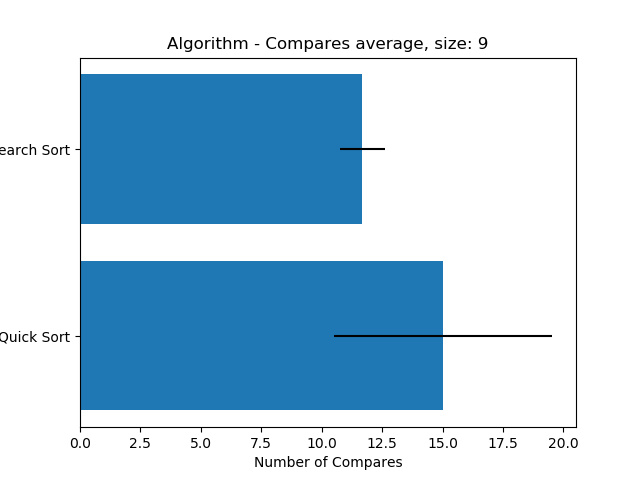 Algorithm - Compares average, size: 9
earch Sort
Quick Sort
0.0 2.5 5.0 7.5 10.0 12.5 15.0 17.5 20.0
Number of Compares